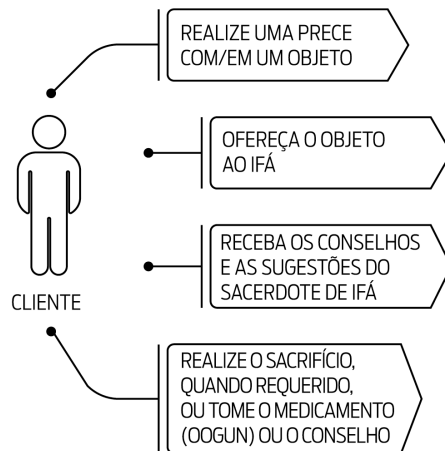 REALIZE UMA PRECE
COM/EM UM OBJETO
OFEREÇA O OBJETO
AO IFÁ
RECEBA OS CONSELHOS
E AS SUGESTÕES DO
SACERDOTE DE IFÁ
CLIENTE
REALIZE O SACRIFÍCIO,
QUANDO REQUERIDO,
OU TOME O MEDICAMENTO
(OOGUN) OU O CONSELHO